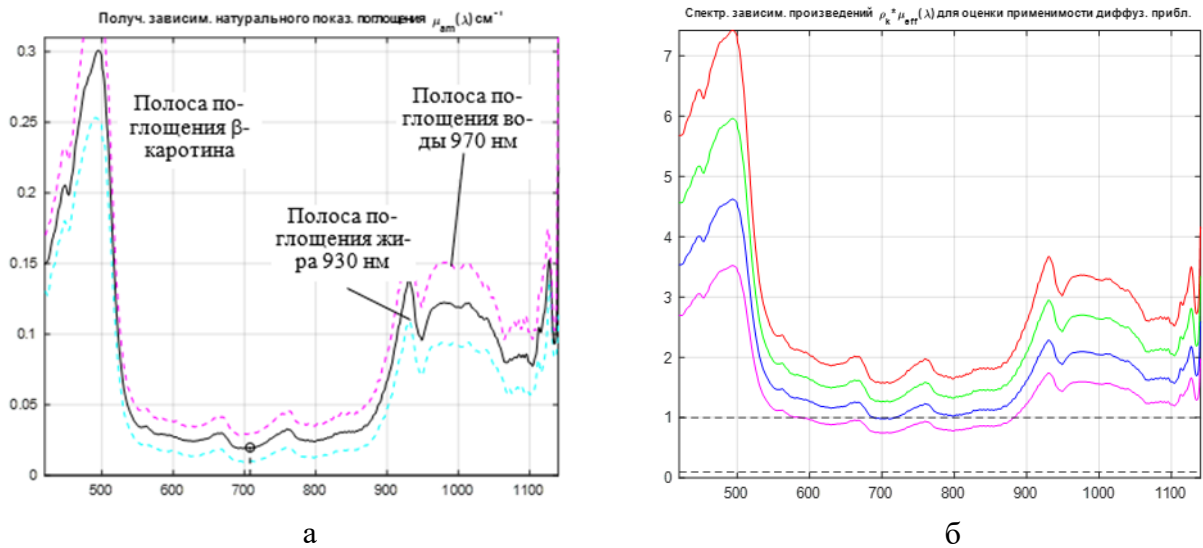 Получ. зависим. натурального показ. поглощения μam(λ) см⁻¹
0.3
0.25
0.2
0.15
0.1
0.05
0
Полоса по-
глощения β-
каротина
Полоса по-
глощения во-
ды 970 нм
Полоса по-
глощения жи-
ра 930 нм
500 600 700 800 900 1000 1100
а
Спектр. зависим. произведений ρk*μeff(λ) для оценки применимости диффуз. прибл.
7
6
5
4
3
2
1
0
500 600 700 800 900 1000 1100
б